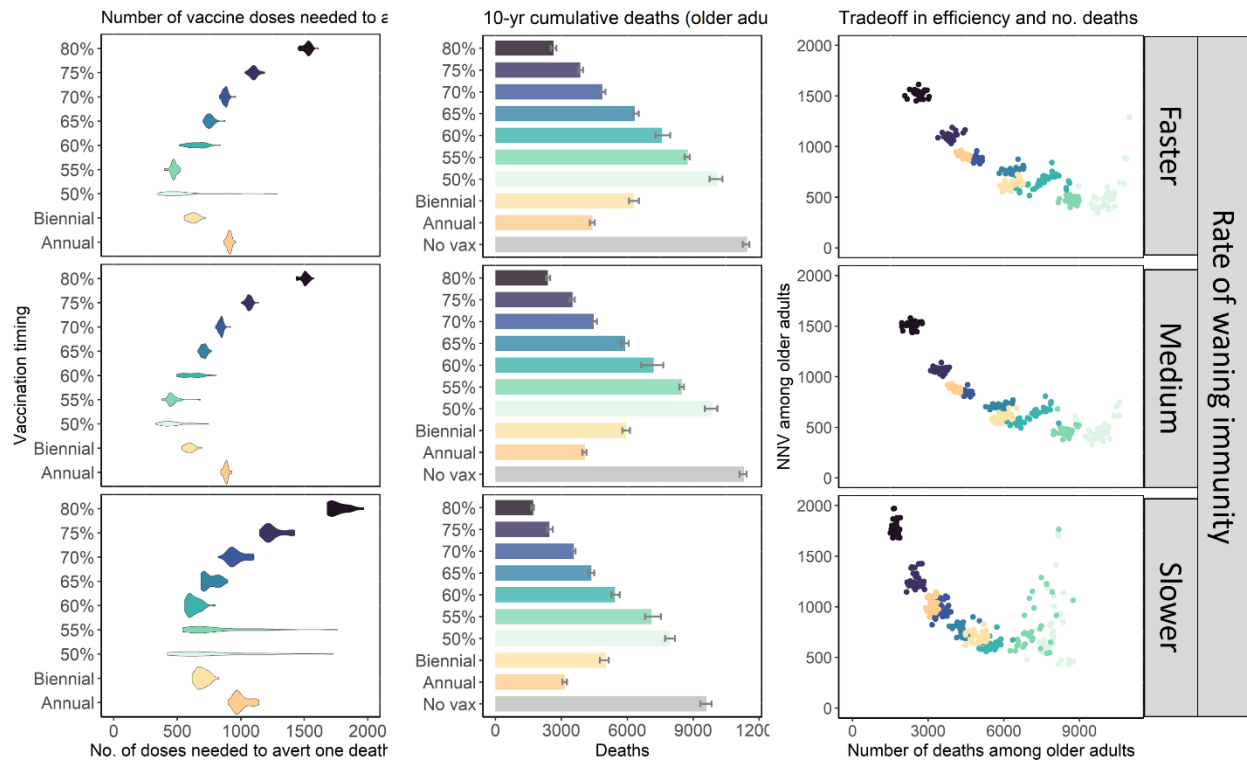 Number of vaccine doses needed to a
10-yr cumulative deaths (older adu
Tradeoff in efficiency and no. deaths
80%
75%
70%
65%
60%
55%
50%
Biennial
Annual
80%
75%
70%
65%
60%
55%
50%
Biennial
Annual
80%
75%
70%
65%
60%
55%
50%
Biennial
Annual
Vaccination timing
0 500 1000 1500 2000
No. of doses needed to avert one death
80%
75%
70%
65%
60%
55%
50%
Biennial
Annual
No vax
80%
75%
70%
65%
60%
55%
50%
Biennial
Annual
No vax
80%
75%
70%
65%
60%
55%
50%
Biennial
Annual
No vax
0 3000 6000 9000 1200
Deaths
2000
1500
1000
500
0
2000
1500
1000
500
0
2000
1500
1000
500
NNV among older adults
0 3000 6000 9000
Number of deaths among older adults
Faster
Medium
Slower
Rate of waning immunity